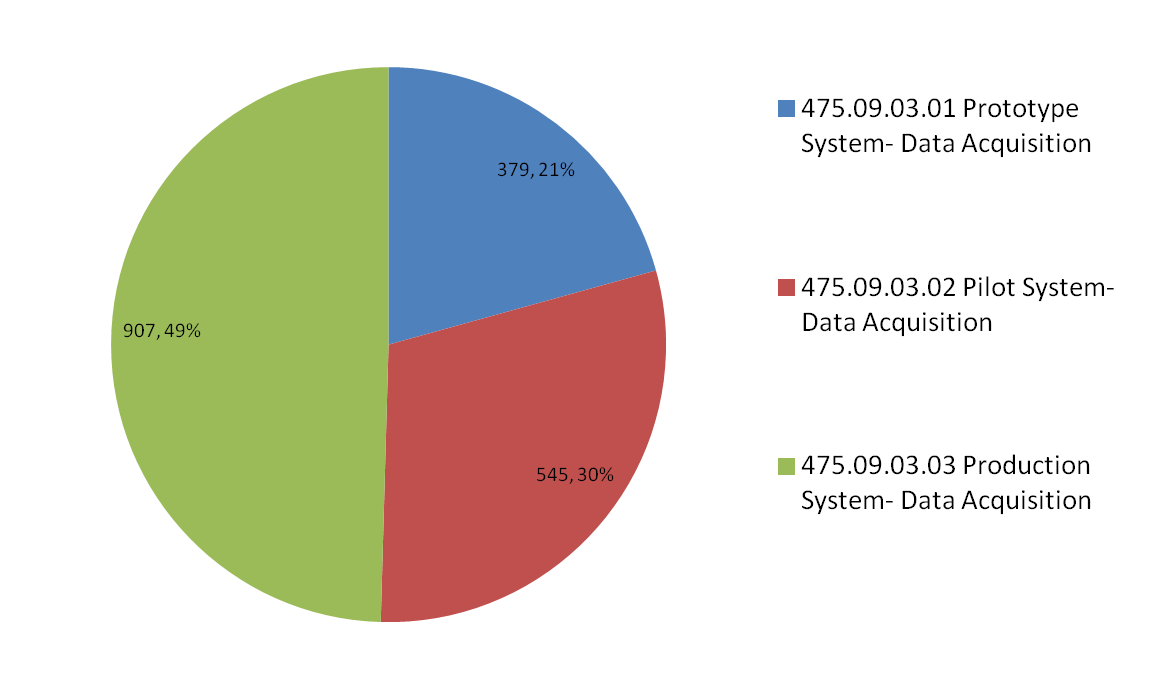 379, 21%
545, 30%
907, 49%
475.09.03.01 Prototype
System- Data Acquisition
475.09.03.02 Pilot System-
Data Acquisition
475.09.03.03 Production
System- Data Acquisition